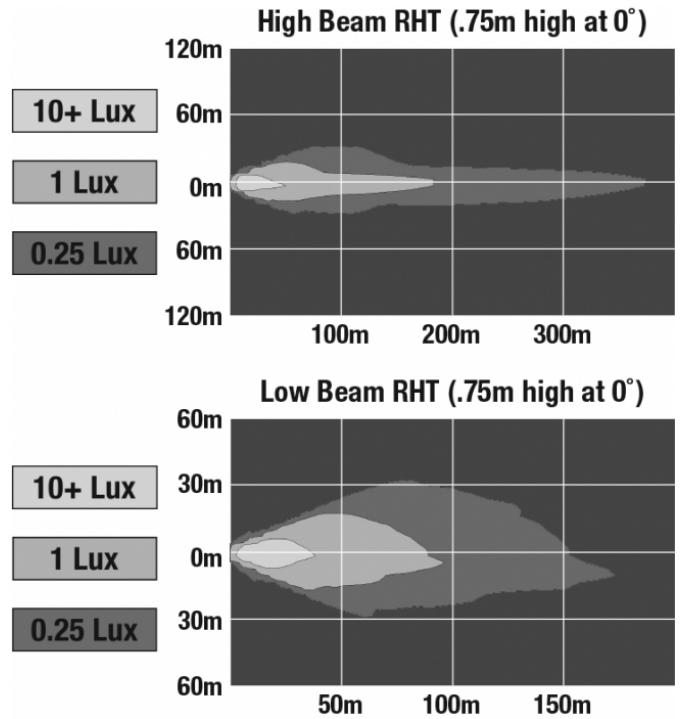 High Beam RHT (.75m high at 0˚)
120m
10+ Lux
60m
1 Lux
0m
0.25 Lux
60m
120m
100m 200m 300m
Low Beam RHT (.75m high at 0˚)
60m
10+ Lux
30m
1 Lux
0m
0.25 Lux
30m
60m
50m 100m 150m